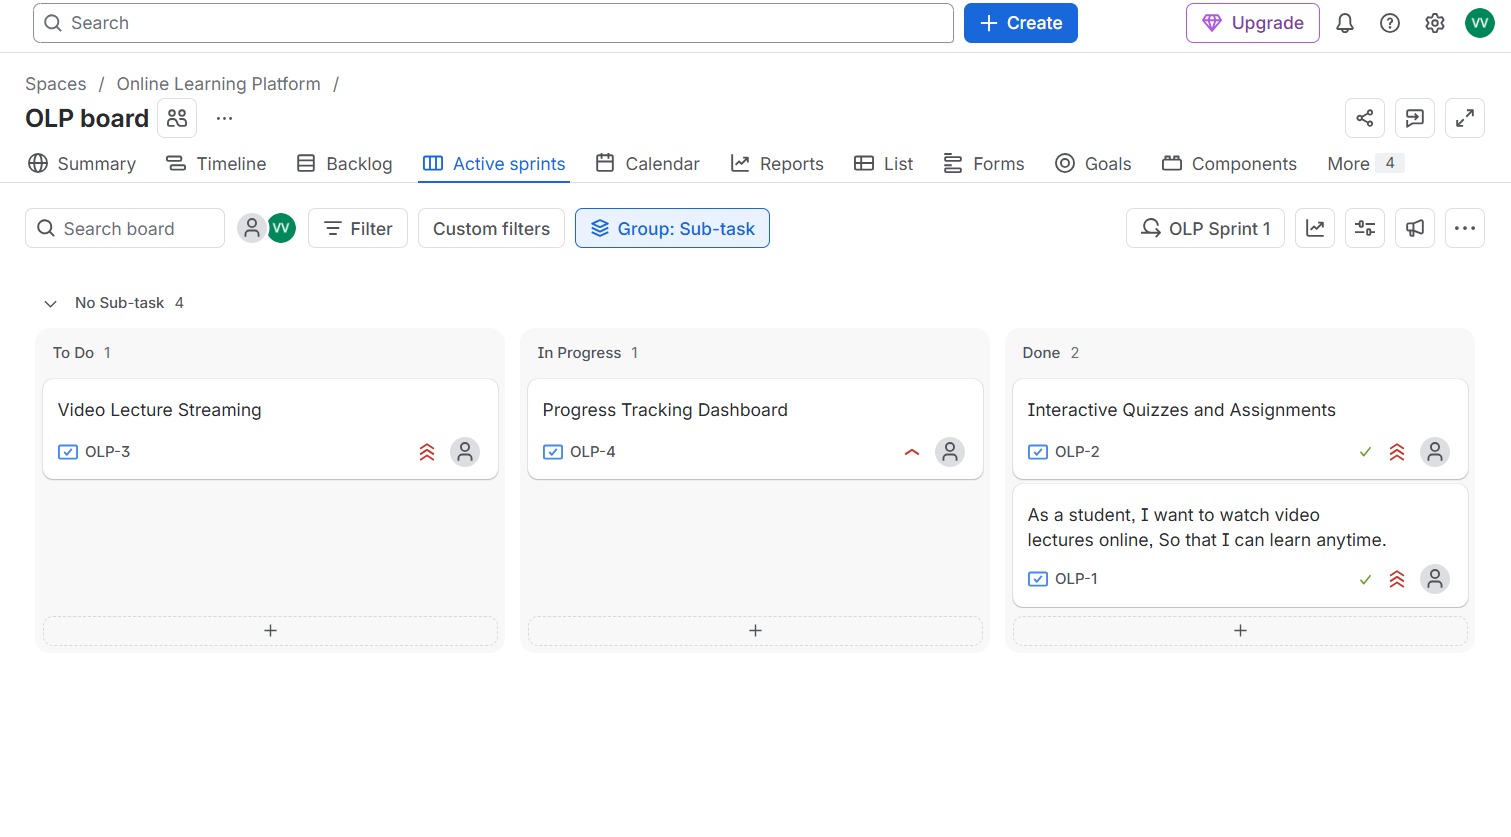 Search
Create
Upgrade
VV
Spaces / Online Learning Platform /
OLP board
Summary
Timeline
Backlog
Active sprints
Calendar
Reports
List
Forms
Goals
Components
More 4
Search board
VV
Filter
Custom filters
Group: Sub-task
OLP Sprint 1
No Sub-task 4
To Do 1
Video Lecture Streaming
OLP-3
In Progress 1
Progress Tracking Dashboard
OLP-4
Done 2
Interactive Quizzes and Assignments
OLP-2
As a student, I want to watch video
lectures online, So that I can learn anytime.
OLP-1